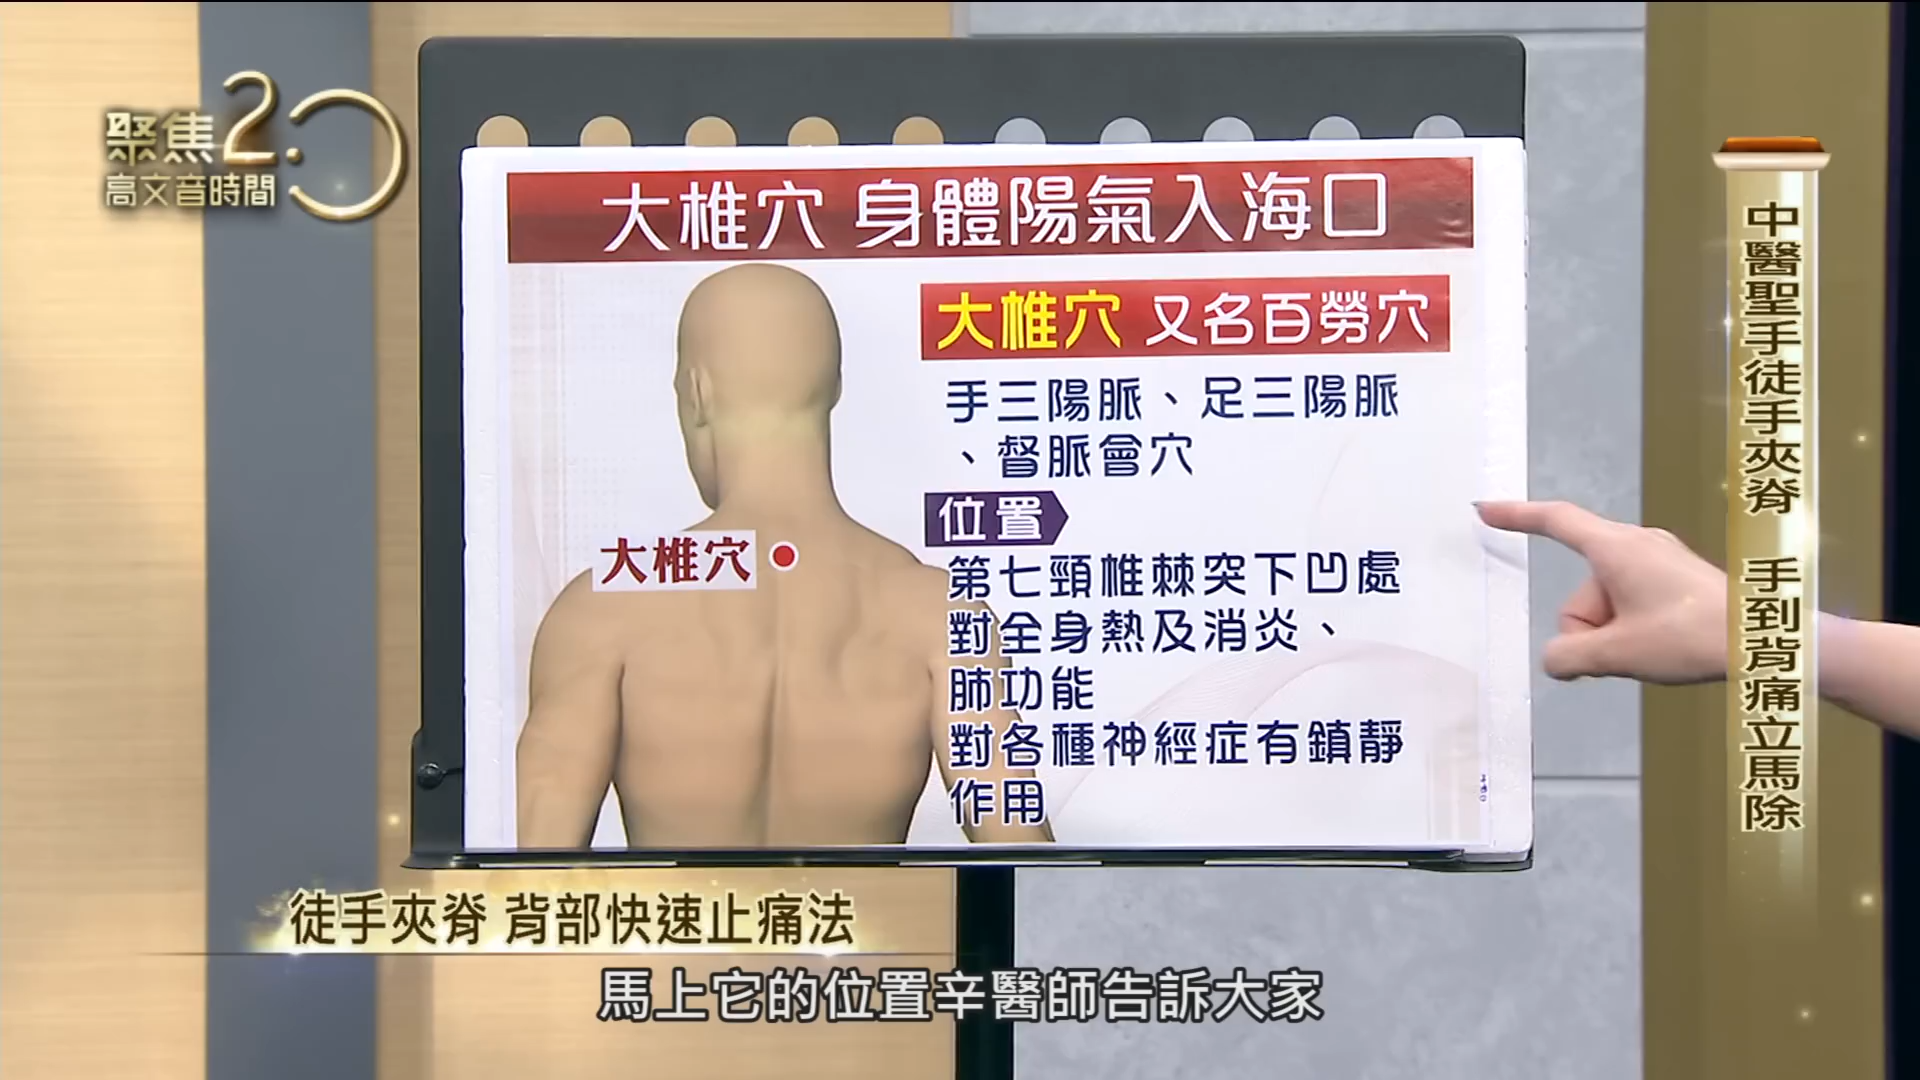 聚焦2.0
高文音時間
大椎穴 身體陽氣入海口
大椎穴 又名百勞穴
手三陽脈、足三陽脈
、督脈會穴
位置
第七頸椎棘突下凹處
對全身熱及消炎、
肺功能
對各種神經症有鎮靜
作用
大椎穴
中醫聖手徒手夾脊 手到背痛立馬除
徒手夾脊 背部快速止痛法
馬上它的位置辛醫師告訴大家